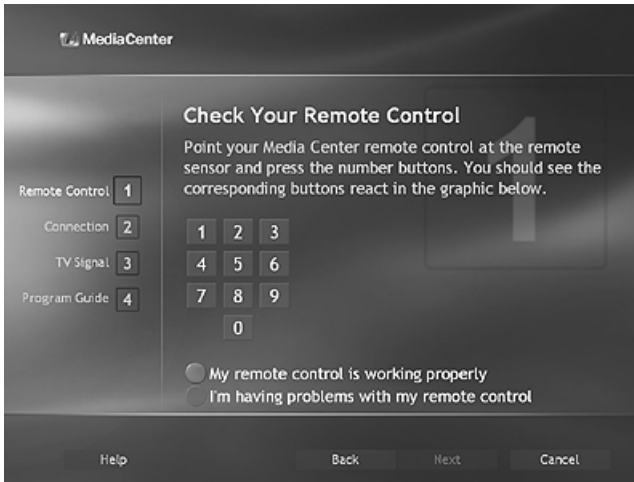 MediaCenter
Check Your Remote Control
Point your Media Center remote control at the remote
sensor and press the number buttons. You should see the
corresponding buttons react in the graphic below.
Remote Control 1
Connection 2
TV Signal 3
Program Guide 4
1
1 2 3
4 5 6
7 8 9
0
My remote control is working properly
I'm having problems with my remote control
Help Back Next Cancel